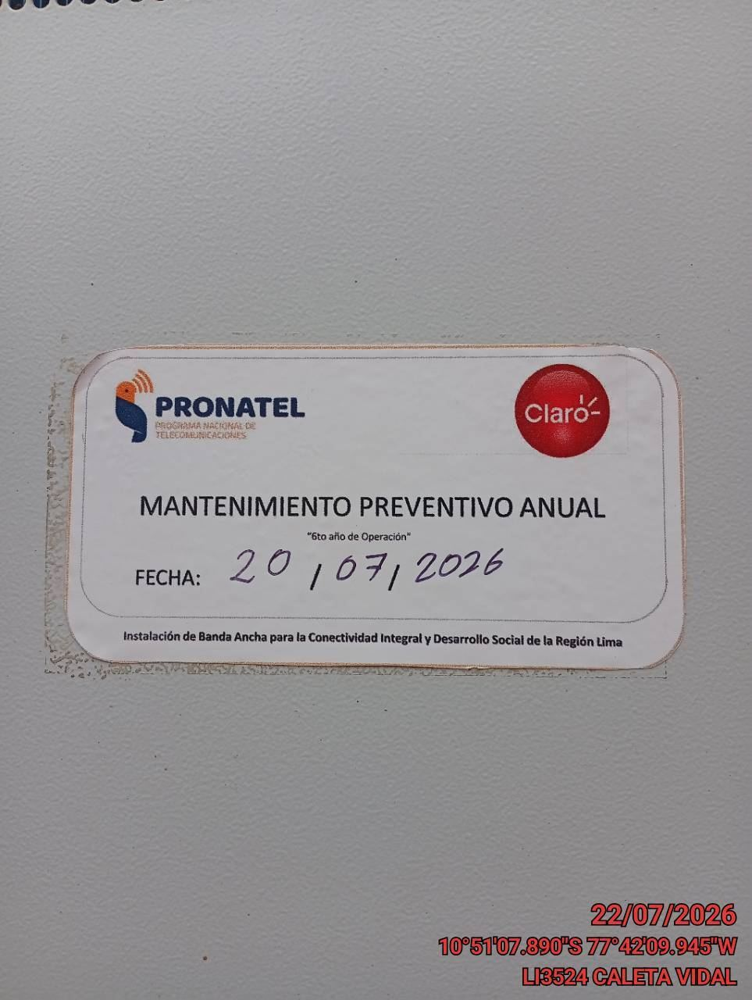 PRONATEL
PROGRAMA NACIONAL DE
TELECOMUNICACIONES
Claro
MANTENIMIENTO PREVENTIVO ANUAL
"6to año de Operación"
FECHA: 20 / 07 / 2026
Instalación de Banda Ancha para la Conectividad Integral y Desarrollo Social de la Región Lima
22/07/2026
10°51'07.890"S 77°42'09.945"W
LI3524 CALETA VIDAL